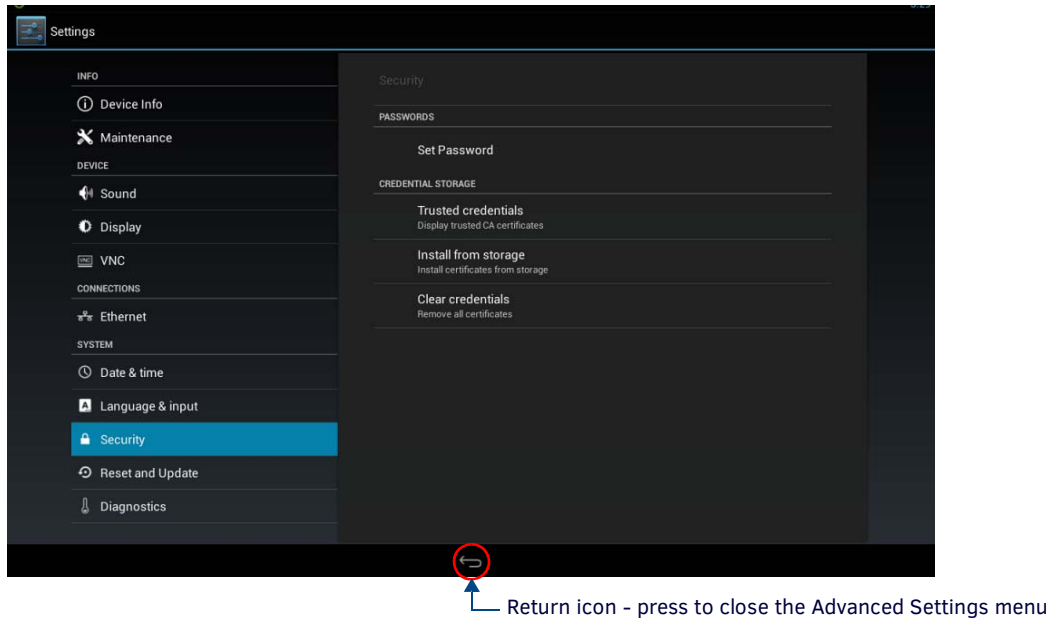 Settings
INFO
Device Info
Maintenance
DEVICE
Sound
Display
VNC
VNC
CONNECTIONS
Ethernet
SYSTEM
Date & time
A Language & input
Security
Reset and Update
Diagnostics
Security
PASSWORDS
Set Password
CREDENTIAL STORAGE
Trusted credentials
Display trusted CA certificates
Install from storage
Install certificates from storage
Clear credentials
Remove all certificates
Return icon - press to close the Advanced Settings menu